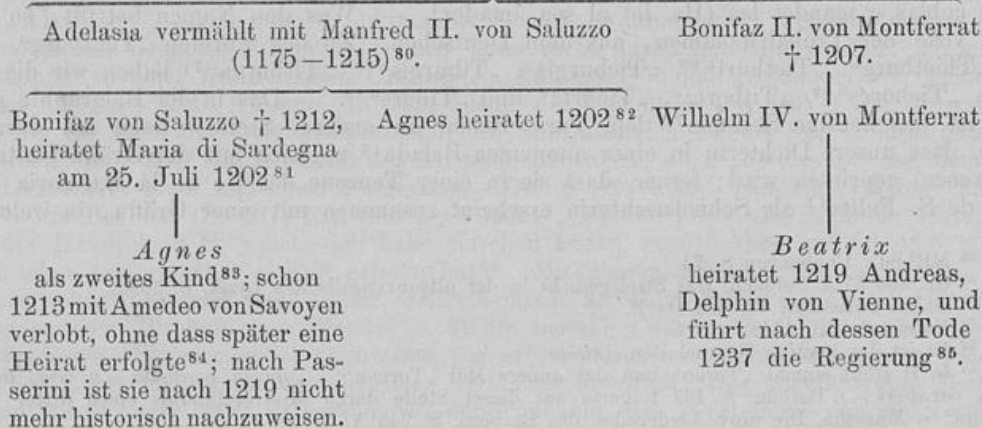 Adelasia vermählt mit Manfred II. von Saluzzo
(1175–1215)⁸⁰.
Bonifaz II. von Montferrat
† 1207.
Bonifaz von Saluzzo † 1212,
heiratet Maria di Sardegna
am 25. Juli 1202⁸¹
Agnes heiratet 1202⁸²
Wilhelm IV. von Montferrat
Agnes
als zweites Kind⁸³; schon
1213 mit Amedeo von Savoyen
verlobt, ohne dass später eine
Heirat erfolgte⁸⁴; nach Pas-
serini ist sie nach 1219 nicht
mehr historisch nachzuweisen.
Beatrix
heiratet 1219 Andreas,
Delphin von Vienne, und
führt nach dessen Tode
1237 die Regierung⁸⁵.